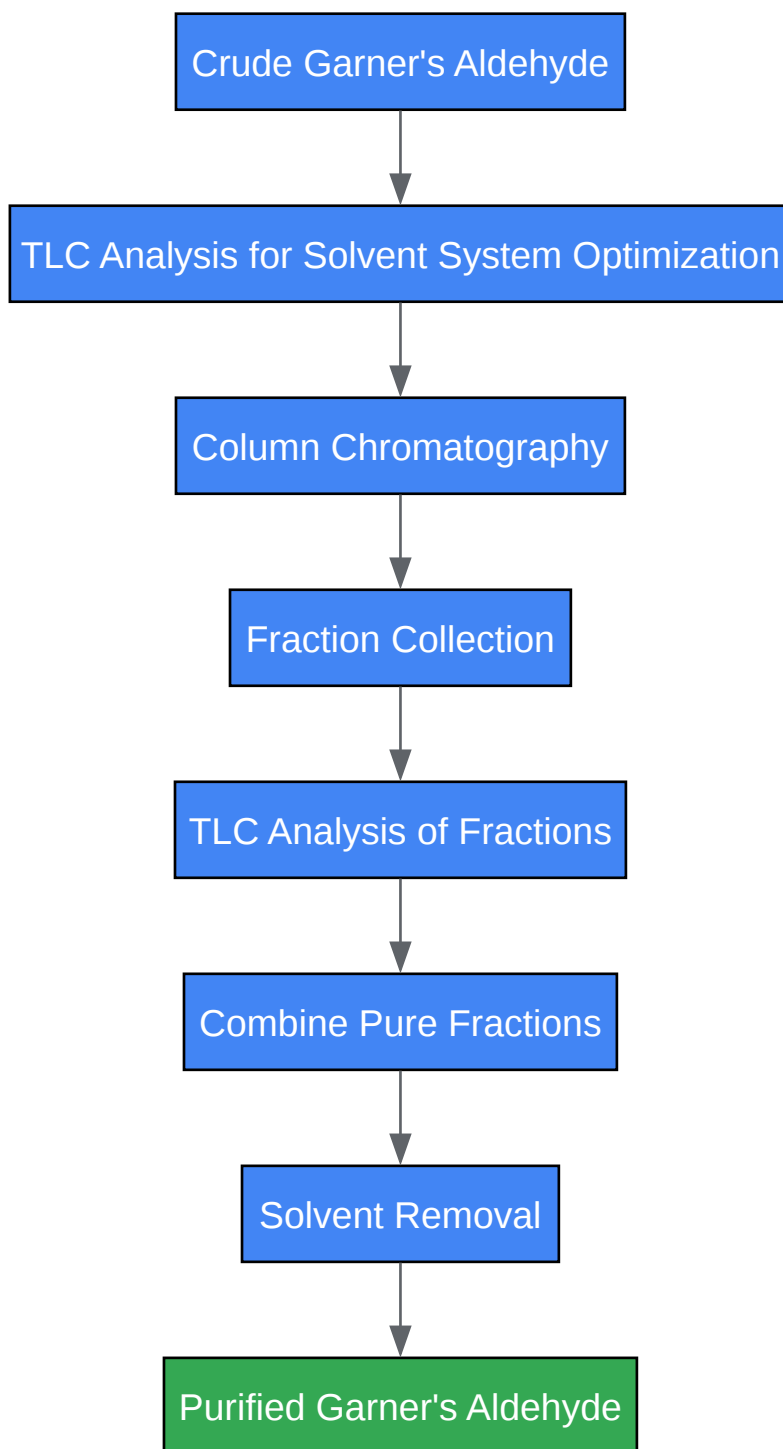 Crude Garner's Aldehyde
TLC Analysis for Solvent System Optimization
Column Chromatography
Fraction Collection
TLC Analysis of Fractions
Combine Pure Fractions
Solvent Removal
Purified Garner's Aldehyde